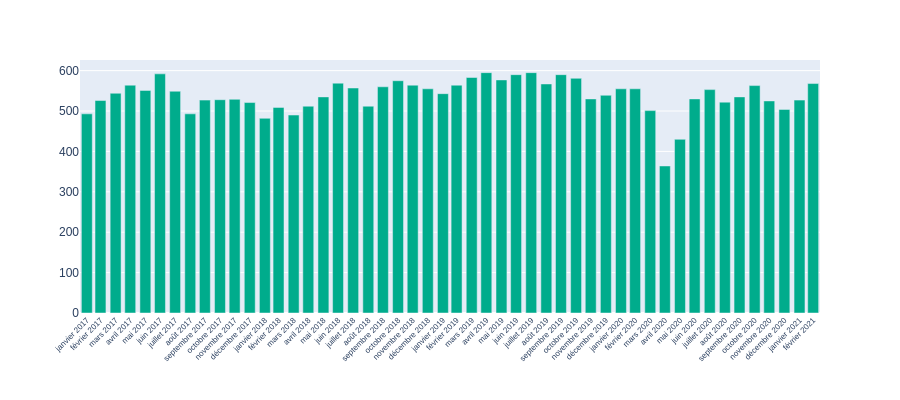 600
500
400
300
200
100
0
janvier 2017
février 2017
mars 2017
avril 2017
mai 2017
juin 2017
juillet 2017
août 2017
septembre 2017
octobre 2017
novembre 2017
décembre 2017
janvier 2018
février 2018
mars 2018
avril 2018
mai 2018
juin 2018
juillet 2018
août 2018
septembre 2018
octobre 2018
novembre 2018
décembre 2018
janvier 2019
février 2019
mars 2019
avril 2019
mai 2019
juin 2019
juillet 2019
août 2019
septembre 2019
octobre 2019
novembre 2019
décembre 2019
janvier 2020
février 2020
mars 2020
avril 2020
mai 2020
juin 2020
juillet 2020
août 2020
septembre 2020
octobre 2020
novembre 2020
décembre 2020
janvier 2021
février 2021